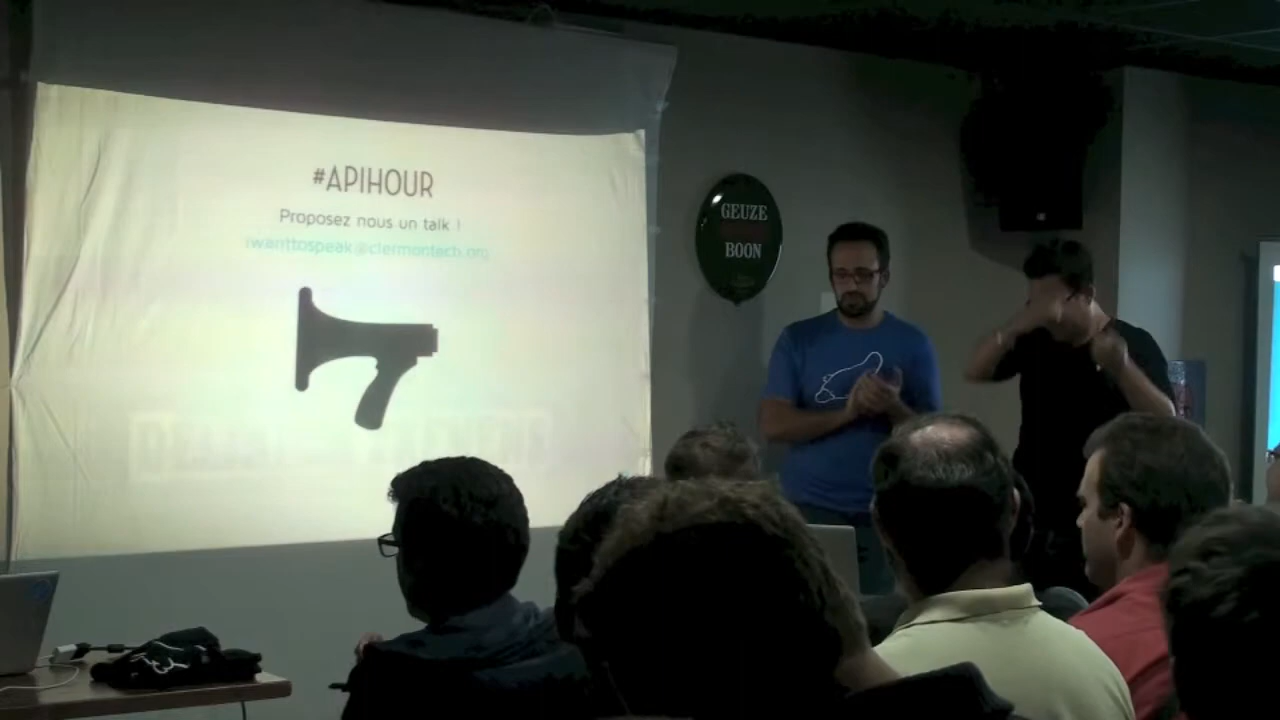 #APIHOUR
Proposez nous un talk !
iwanttospeak@clermontech.org
GEUZE
BOON